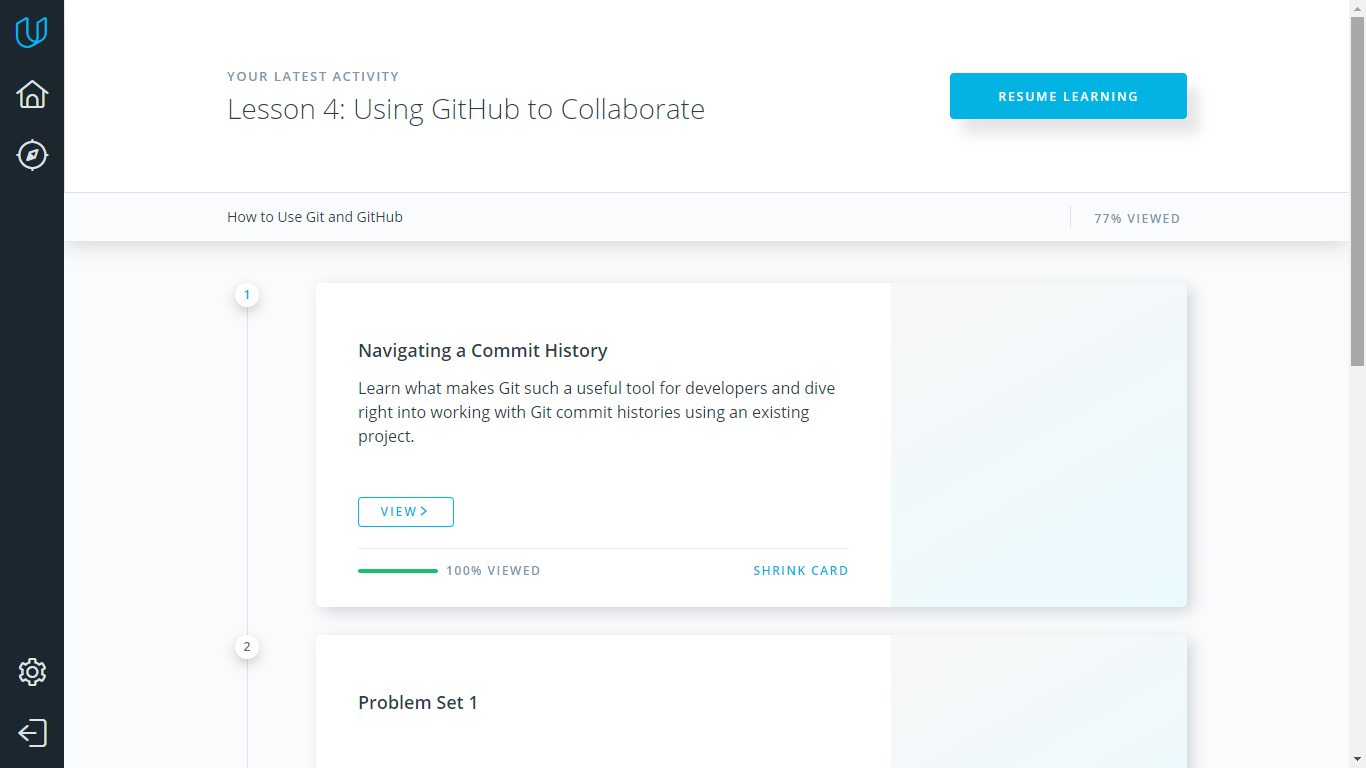 YOUR LATEST ACTIVITY
Lesson 4: Using GitHub to Collaborate
RESUME LEARNING
How to Use Git and GitHub
77% VIEWED
1
Navigating a Commit History
Learn what makes Git such a useful tool for developers and dive
right into working with Git commit histories using an existing
project.
VIEW
100% VIEWED
SHRINK CARD
2
Problem Set 1